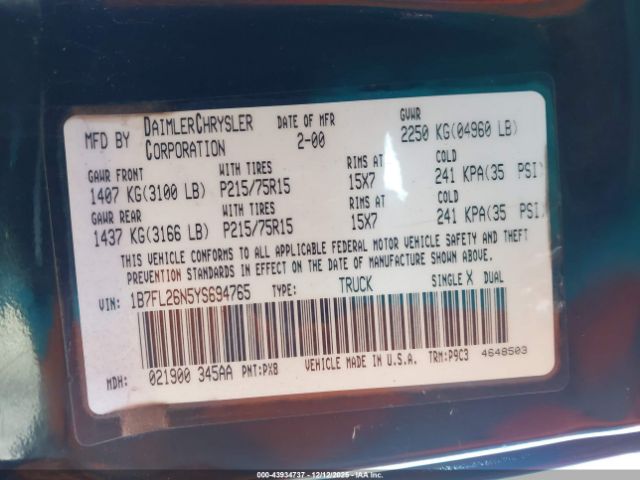 MFD BY DAIMLERCHRYSLER CORPORATION DATE OF MFR 2-00 GVWR 2250 KG(04960 LB)
GAWR FRONT WITH TIRES RIMS AT COLD
1407 KG(3100 LB) P215/75R15 15X7 241 KPA(35 PSI)
GAWR REAR WITH TIRES RIMS AT COLD
1437 KG(3166 LB) P215/75R15 15X7 241 KPA(35 PSI)
THIS VEHICLE CONFORMS TO ALL APPLICABLE FEDERAL MOTOR VEHICLE SAFETY AND THEFT
PREVENTION STANDARDS IN EFFECT ON THE DATE OF MANUFACTURE SHOWN ABOVE.
VIN: 1B7FL26N5YS694765 TYPE: TRUCK SINGLE X DUAL
MDH: 021900 345AA PNT:PX8 VEHICLE MADE IN U.S.A. TRM:P9C3 4648503
000-43934737 - 12/12/2025 - IAAI.COM